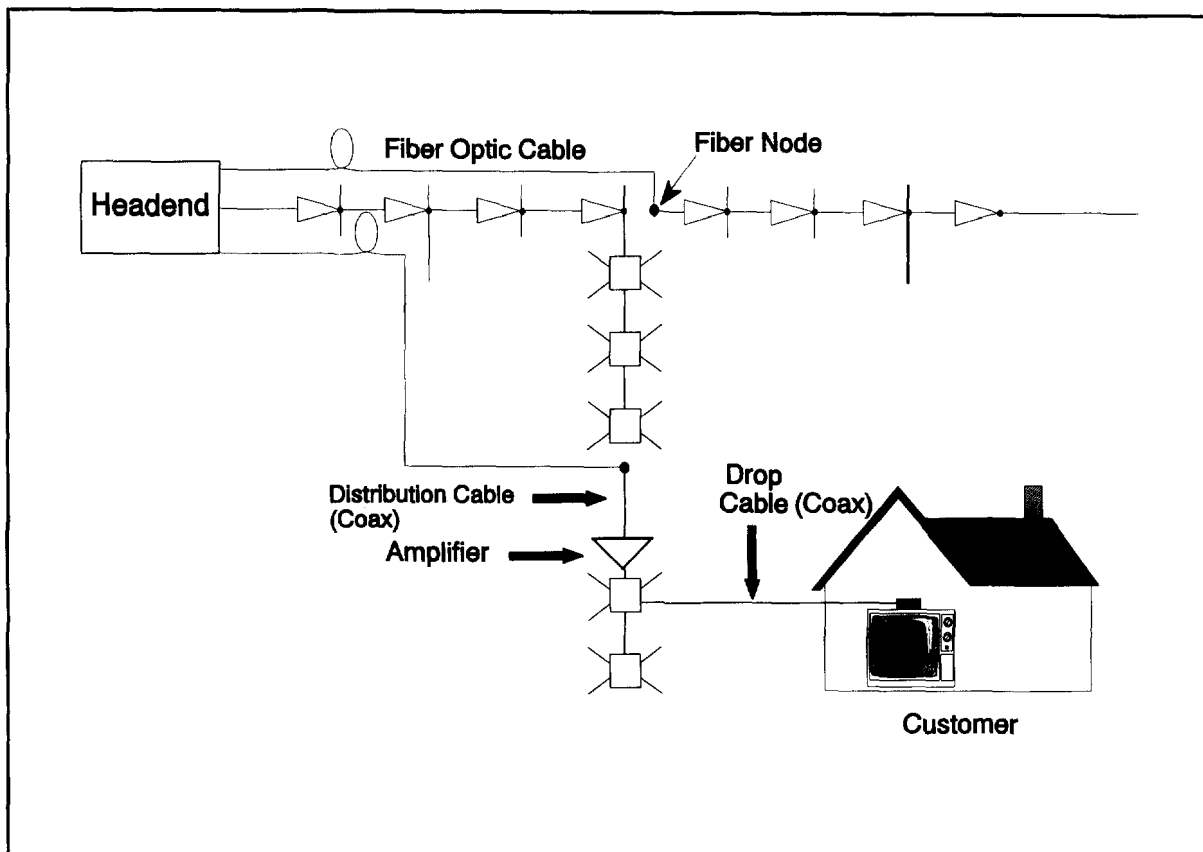 Fiber Optic Cable
Fiber Node
Headend
Distribution Cable
(Coax)
Drop
Cable (Coax)
Amplifier
Customer